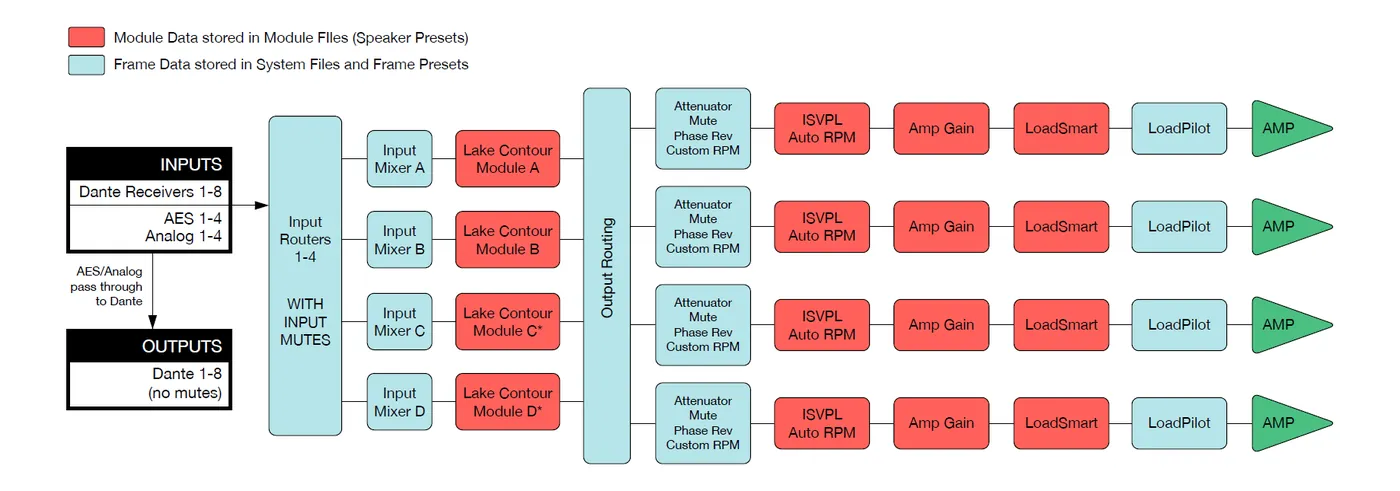 Module Data stored in Module FIles (Speaker Presets)
Frame Data stored in System Files and Frame Presets
INPUTS
Dante Receivers 1-8
AES 1-4
Analog 1-4
AES/Analog
pass through
to Dante
OUTPUTS
Dante 1-8
(no mutes)
Input
Routers
1-4
WITH
INPUT
MUTES
Input
Mixer A
Lake Contour
Module A
Input
Mixer B
Lake Contour
Module B
Input
Mixer C
Lake Contour
Module C*
Input
Mixer D
Lake Contour
Module D*
Output Routing
Attenuator
Mute
Phase Rev
Custom RPM
ISVPL
Auto RPM
Amp Gain
LoadSmart
LoadPilot
AMP
Attenuator
Mute
Phase Rev
Custom RPM
ISVPL
Auto RPM
Amp Gain
LoadSmart
LoadPilot
AMP
Attenuator
Mute
Phase Rev
Custom RPM
ISVPL
Auto RPM
Amp Gain
LoadSmart
LoadPilot
AMP
Attenuator
Mute
Phase Rev
Custom RPM
ISVPL
Auto RPM
Amp Gain
LoadSmart
LoadPilot
AMP